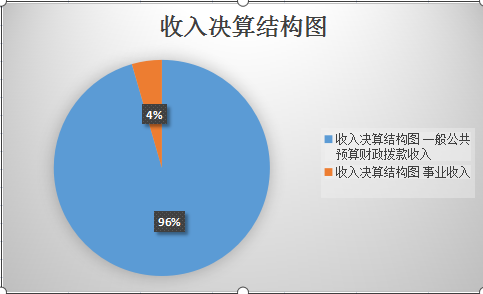 收入决算结构图
4%
96%
收入决算结构图 一般公共
预算财政拨款收入
收入决算结构图 事业收入